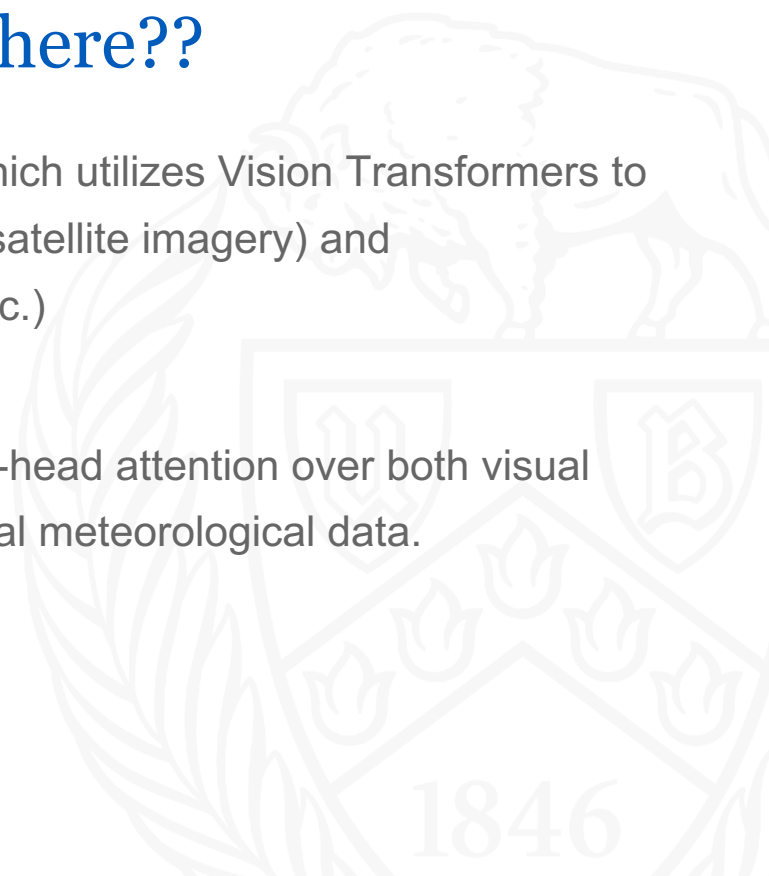 here??
hich utilizes Vision Transformers to
satellite imagery) and
c.)
-head attention over both visual
al meteorological data.
U B
1846